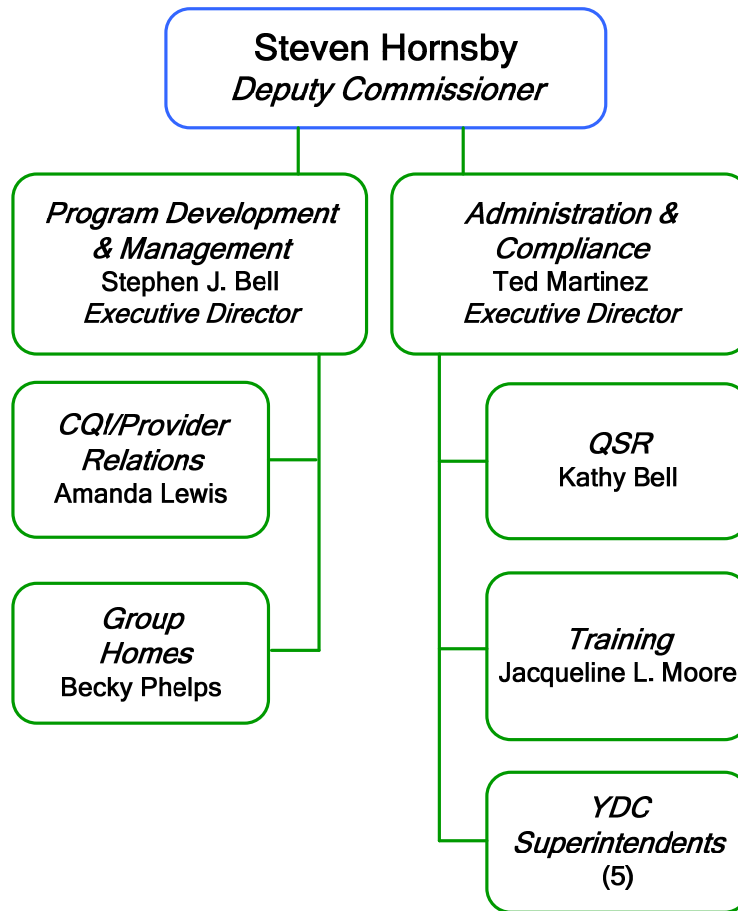 Steven Hornsby
Deputy Commissioner
Program Development
& Management
Stephen J. Bell
Executive Director
Administration &
Compliance
Ted Martinez
Executive Director
CQI/Provider
Relations
Amanda Lewis
Group
Homes
Becky Phelps
QSR
Kathy Bell
Training
Jacqueline L. Moore
YDC
Superintendents
(5)